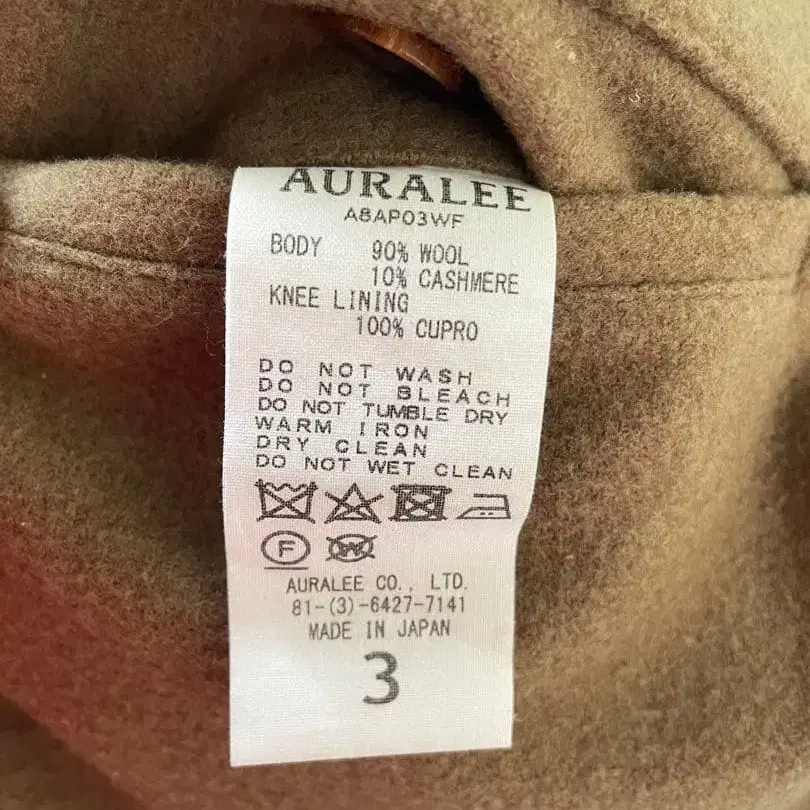 AURALEE
A8AP03WF
BODY 90% WOOL
10% CASHMERE
KNEE LINING
100% CUPRO
DO NOT WASH
DO NOT BLEACH
DO NOT TUMBLE DRY
WARM IRON
DRY CLEAN
DO NOT WET CLEAN
F W
AURALEE CO., LTD.
81-(3)-6427-7141
MADE IN JAPAN
3